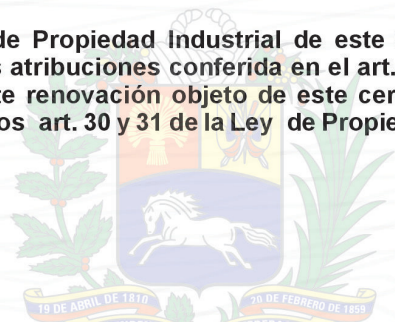 de Propiedad Industrial de este
s atribuciones conferida en el art.
te renovación objeto de este cer
os art. 30 y 31 de la Ley de Propie
19 DE ABRIL DE 1810
20 DE FEBRERO DE 1859